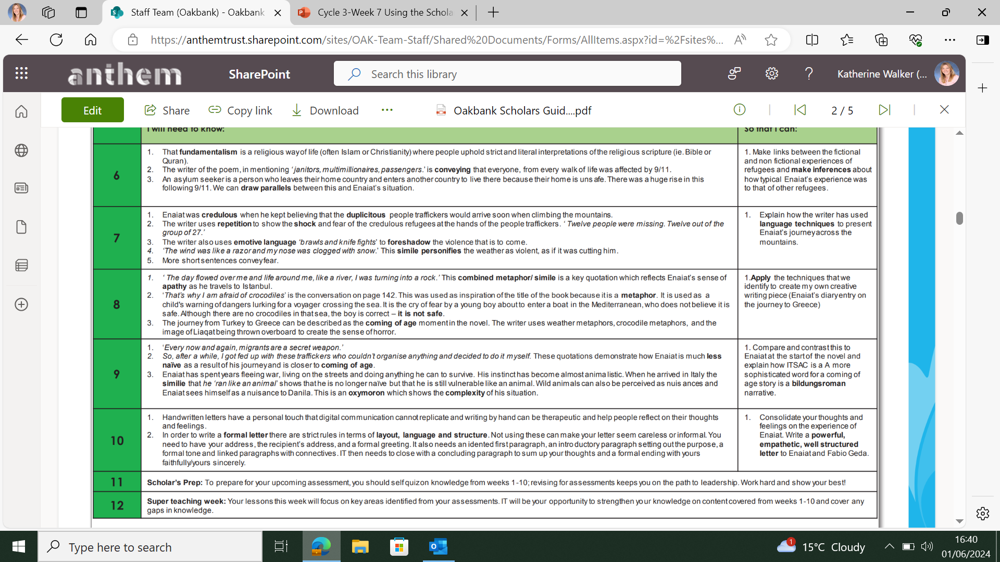 Staff Team (Oakbank) - Oakbank
Cycle 3-Week 7 Using the Schola
https://anthemtrust.sharepoint.com/sites/OAK-Team-Staff/Shared%20Documents/Forms/AllItems.aspx?id=%2Fsites%...
anthem
SharePoint
Search this library
Katherine Walker (...
Edit
Share
Copy link
Download
Oakbank Scholars Guid....pdf
2 / 5
I will need to know:
So that I can:
6
1. That fundamentalism is a religious way of life (often Islam or Christianity) where people uphold strict and literal interpretations of the religious scripture (ie. Bible or
Quran).
2. The writer of the poem, in mentioning ‘janitors, multimillionaires, passengers.’ is conveying that everyone, from every walk of life was affected by 9/11.
3. An asylum seeker is a person who leaves their home country and enters another country to live there because their home is unsafe. There was a huge rise in this
following 9/11. We can draw parallels between this and Enaiat’s situation.
1. Make links between the fictional
and non fictional experiences of
refugees and make inferences about
how typical Enaiat’s experience was
to that of other refugees.
7
1. Enaiat was credulous when he kept believing that the duplicitous people traffickers would arrive soon when climbing the mountains.
2. The writer uses repetition to show the shock and fear of the credulous refugees at the hands of the people traffickers. ‘ Twelve people were missing. Twelve out of the
group of 27.’
3. The writer also uses emotive language ‘brawls and knife fights’ to foreshadow the violence that is to come.
4. ‘The wind was like a razor and my nose was clogged with snow.’ This simile personifies the weather as violent, as if it was cutting him.
5. More short sentences convey fear.
1. Explain how the writer has used
language techniques to present
Enaiat’s journey across the
mountains.
8
1. ‘ The day flowed over me and life around me, like a river, I was turning into a rock.’ This combined metaphor/ simile is a key quotation which reflects Enaiat’s sense of
apathy as he travels to Istanbul.
2. ‘That’s why I am afraid of crocodiles’ is the conversation on page 142. This was used as inspiration of the title of the book because it is a metaphor. It is used as a
child's warning of dangers lurking for a voyager crossing the sea. It is the cry of fear by a young boy about to enter a boat in the Mediterranean, who does not believe it is
safe. Although there are no crocodiles in that sea, the boy is correct – it is not safe.
3. The journey from Turkey to Greece can be described as the coming of age moment in the novel. The writer uses weather metaphors, crocodile metaphors, and the
image of Liaqat being thrown overboard to create the sense of horror.
1.Apply the techniques that we
identify to create my own creative
writing piece (Enaiat’s diary entry on
the journey to Greece)
9
1. ‘Every now and again, migrants are a secret weapon.’
2. So, after a while, I got fed up with these traffickers who couldn’t organise anything and decided to do it myself. These quotations demonstrate how Enaiat is much less
naïve as a result of his journey and is closer to coming of age.
3. Enaiat has spent years fleeing war, living on the streets and doing anything he can to survive. His instinct has become almost animalistic. When he arrived in Italy the
similie that he ‘ran like an animal’ shows that he is no longer naïve but that he is still vulnerable like an animal. Wild animals can also be perceived as nuisances and
Enaiat sees himself as a nuisance to Danila. This is an oxymoron which shows the complexity of his situation.
1. Compare and contrast this to
Enaiat at the start of the novel and
explain how ITSAC is a A more
sophisticated word for a coming of
age story is a bildungsroman
narrative.
10
1. Handwritten letters have a personal touch that digital communication cannot replicate and writing by hand can be therapeutic and help people reflect on their thoughts
and feelings.
2. In order to write a formal letter there are strict rules in terms of layout, language and structure. Not using these can make your letter seem careless or informal. You
need to have your address, the recipient’s address, and a formal greeting. It also needs an idented first paragraph, an introductory paragraph setting out the purpose, a
formal tone and linked paragraphs with connectives. IT then needs to close with a concluding paragraph to sum up your thoughts and a formal ending with yours
faithfully/yours sincerely.
1. Consolidate your thoughts and
feelings on the experience of
Enaiat. Write a powerful,
empathetic, well structured
letter to Enaiat and Fabio Geda.
11
Scholar’s Prep: To prepare for your upcoming assessment, you should self quiz on knowledge from weeks 1-10; revising for assessments keeps you on the path to leadership. Work hard and show your best!
12
Super teaching week: Your lessons this week will focus on key areas identified from your assessments. IT will be your opportunity to strengthen your knowledge on content covered from weeks 1-10 and cover any
gaps in knowledge.
Type here to search
1
15°C Cloudy
16:40
01/06/2024